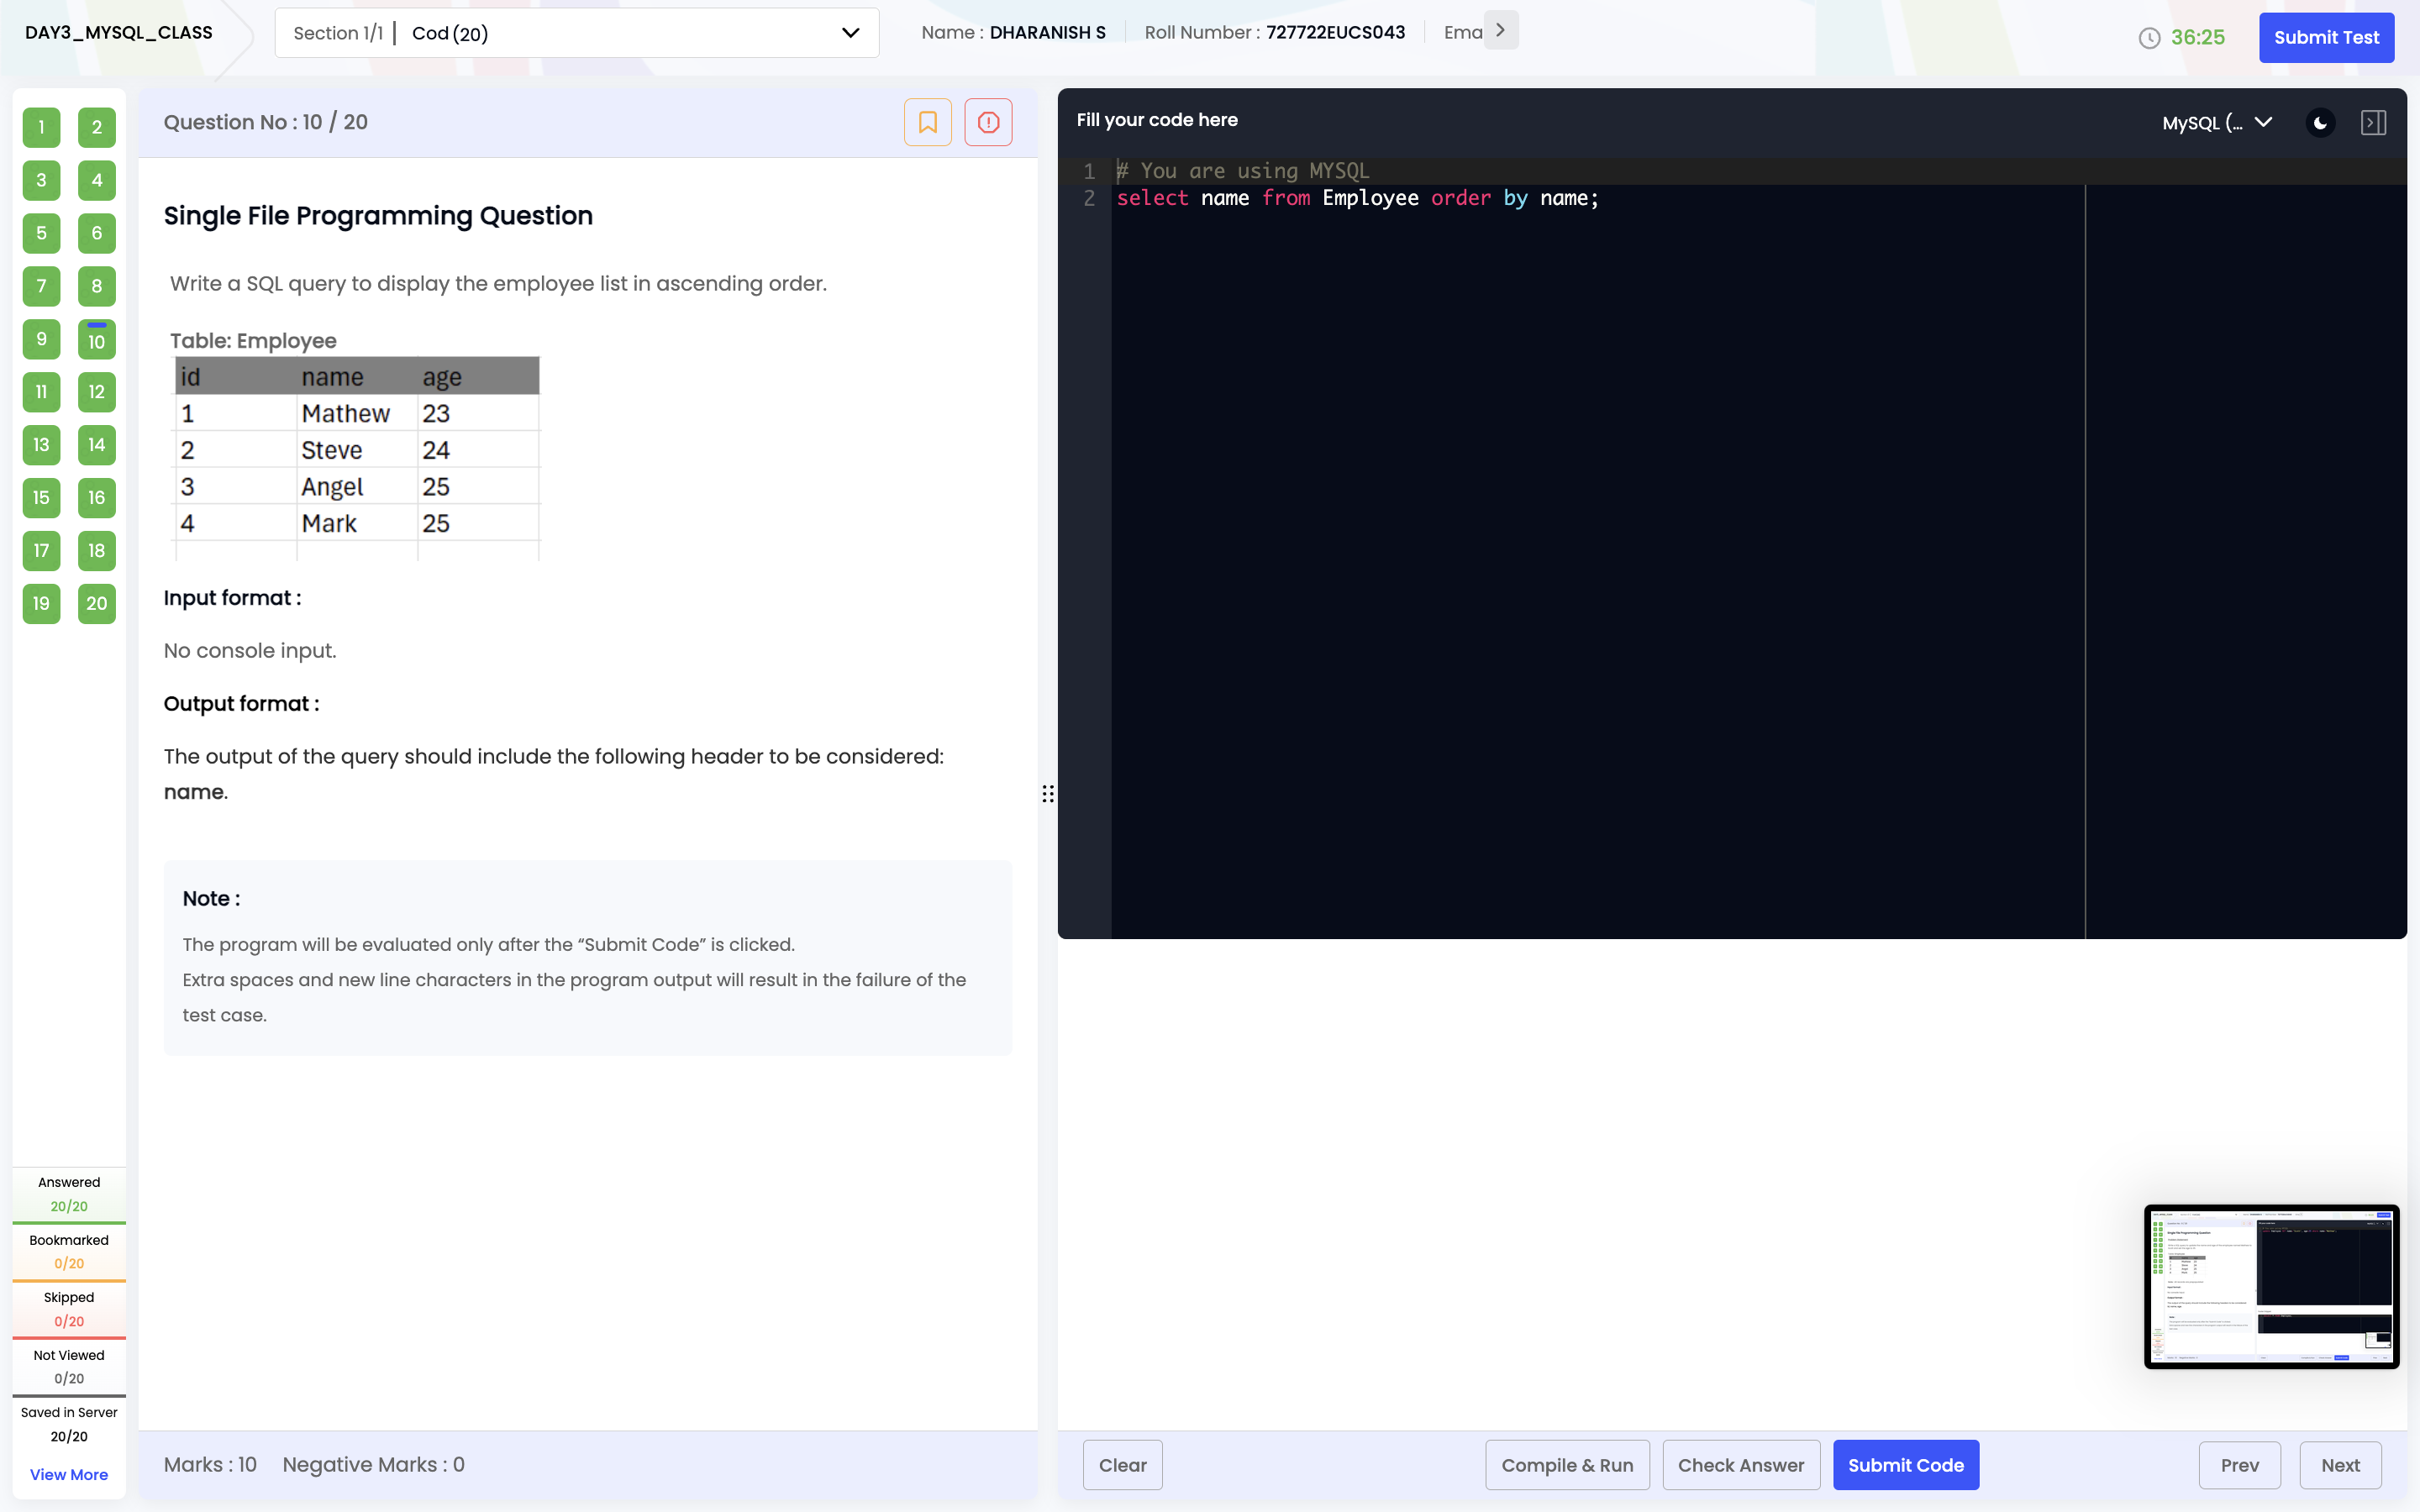 DAY3_MYSQL_CLASS
Section 1/1 | Cod (20)
Name : DHARANISH S
Roll Number : 727722EUCS043
Ema
36:25
Submit Test
1 2
3 4
5 6
7 8
9 10
11 12
13 14
15 16
17 18
19 20
Answered
20/20
Bookmarked
0/20
Skipped
0/20
Not Viewed
0/20
Saved in Server
20/20
View More
Question No : 10 / 20
Single File Programming Question
Write a SQL query to display the employee list in ascending order.
Table: Employee
id name age
1 Mathew 23
2 Steve 24
3 Angel 25
4 Mark 25
Input format :
No console input.
Output format :
The output of the query should include the following header to be considered:
name.
Note :
The program will be evaluated only after the “Submit Code” is clicked.
Extra spaces and new line characters in the program output will result in the failure of the
test case.
Marks : 10 Negative Marks : 0
Fill your code here
MySQL (...
1 # You are using MYSQL
2 select name from Employee order by name;
Clear
Compile & Run
Check Answer
Submit Code
Prev
Next